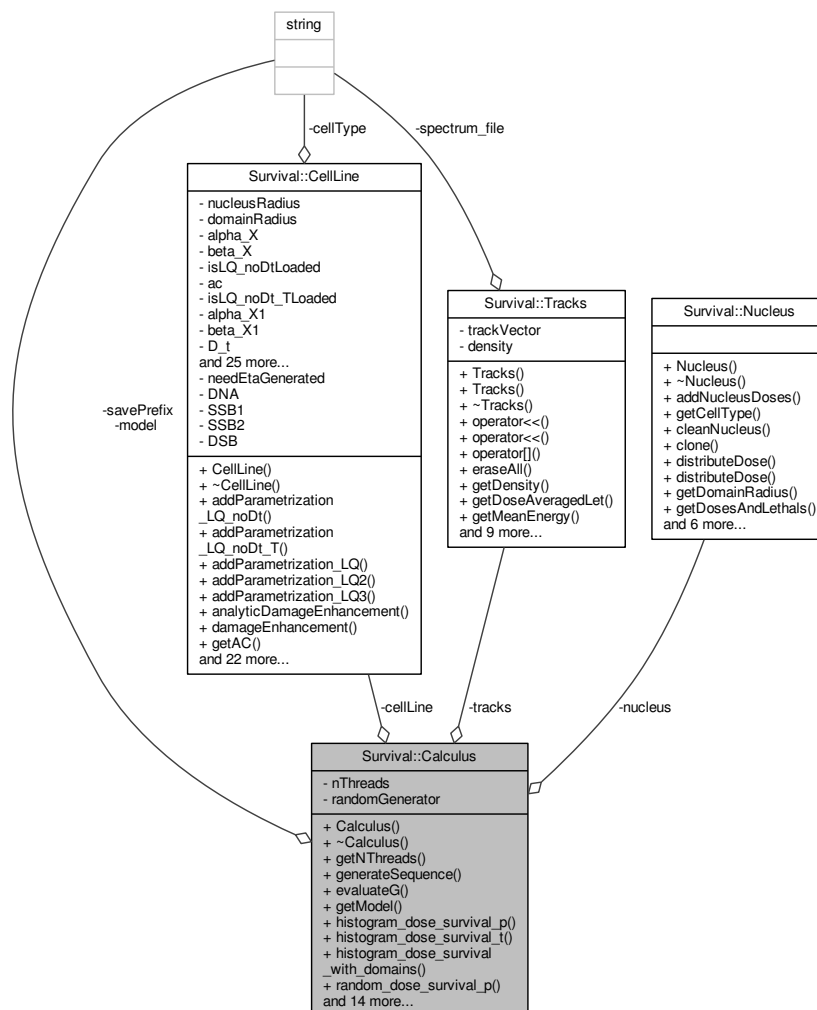 string
-cellType
-spectrum_file
Survival::CellLine
- nucleusRadius
- domainRadius
- alpha_X
- beta_X
- isLQ_noDtLoaded
- ac
- isLQ_noDt_TLoaded
- alpha_X1
- beta_X1
- D_t
and 25 more...
- needEtaGenerated
- DNA
- SSB1
- SSB2
- DSB
+ CellLine()
+ ~CellLine()
+ addParametrization
_LQ_noDt()
+ addParametrization
_LQ_noDt_T()
+ addParametrization_LQ()
+ addParametrization_LQ2()
+ addParametrization_LQ3()
+ analyticDamageEnhancement()
+ damageEnhancement()
+ getAC()
and 22 more...
Survival::Tracks
- trackVector
- density
+ Tracks()
+ Tracks()
+ ~Tracks()
+ operator<<()
+ operator<<()
+ operator[]()
+ eraseAll()
+ getDensity()
+ getDoseAveragedLet()
+ getMeanEnergy()
and 9 more...
Survival::Nucleus
+ Nucleus()
+ ~Nucleus()
+ addNucleusDoses()
+ getCellType()
+ cleanNucleus()
+ clone()
+ distributeDose()
+ distributeDose()
+ getDomainRadius()
+ getDosesAndLethals()
and 6 more...
-savePrefix
-model
-cellLine
-tracks
-nucleus
Survival::Calculus
- nThreads
- randomGenerator
+ Calculus()
+ ~Calculus()
+ getNThreads()
+ generateSequence()
+ evaluateG()
+ getModel()
+ histogram_dose_survival_p()
+ histogram_dose_survival_t()
+ histogram_dose_survival
_with_domains()
+ random_dose_survival_p()
and 14 more...